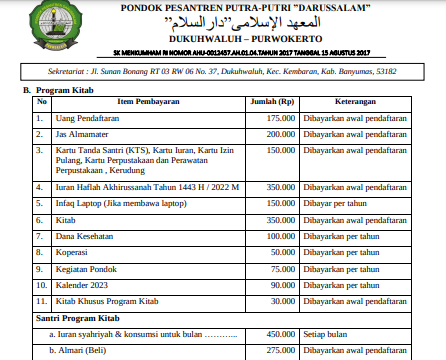 PONDOK PESANTREN PUTRA-PUTRI "DARUSSALAM"
المعهد الإسلامى "دار السلام"
DUKUHWALUH – PURWOKERTO
SK MENKUMHAM RI NOMOR AHU-0012457.AH.01.04.TAHUN 2017 TANGGAL 15 AGUSTUS 2017
Sekretariat : Jl. Sunan Bonang RT 03 RW 06 No. 37, Dukuhwaluh, Kec. Kembaran, Kab. Banyumas, 53182
B. Program Kitab
No Item Pembayaran Jumlah (Rp) Keterangan
1. Uang Pendaftaran 175.000 Dibayarkan awal pendaftaran
2. Jas Almamater 200.000 Dibayarkan awal pendaftaran
3. Kartu Tanda Santri (KTS), Kartu Iuran, Kartu Izin 150.000 Dibayarkan awal pendaftaran
Pulang, Kartu Perpustakaan dan Perawatan
Perpustakaan , Kerudung
4. Iuran Haflah Akhirussanah Tahun 1443 H / 2022 M 350.000 Dibayarkan awal pendaftaran
5. Infaq Laptop (Jika membawa laptop) 150.000 Dibayar per tahun
6. Kitab 350.000 Dibayarkan awal pendaftaran
7. Dana Kesehatan 100.000 Dibayarkan per tahun
8. Koperasi 50.000 Dibayarkan per tahun
9. Kegiatan Pondok 75.000 Dibayarkan per tahun
10. Kalender 2023 90.000 Dibayarkan per tahun
11. Kitab Khusus Program Kitab 30.000 Dibayarkan awal pendaftaran
Santri Program Kitab
a. Iuran syahriyah & konsumsi untuk bulan ……….. 450.000 Setiap bulan
b. Almari (Beli) 275.000 Dibayarkan awal pendaftaran